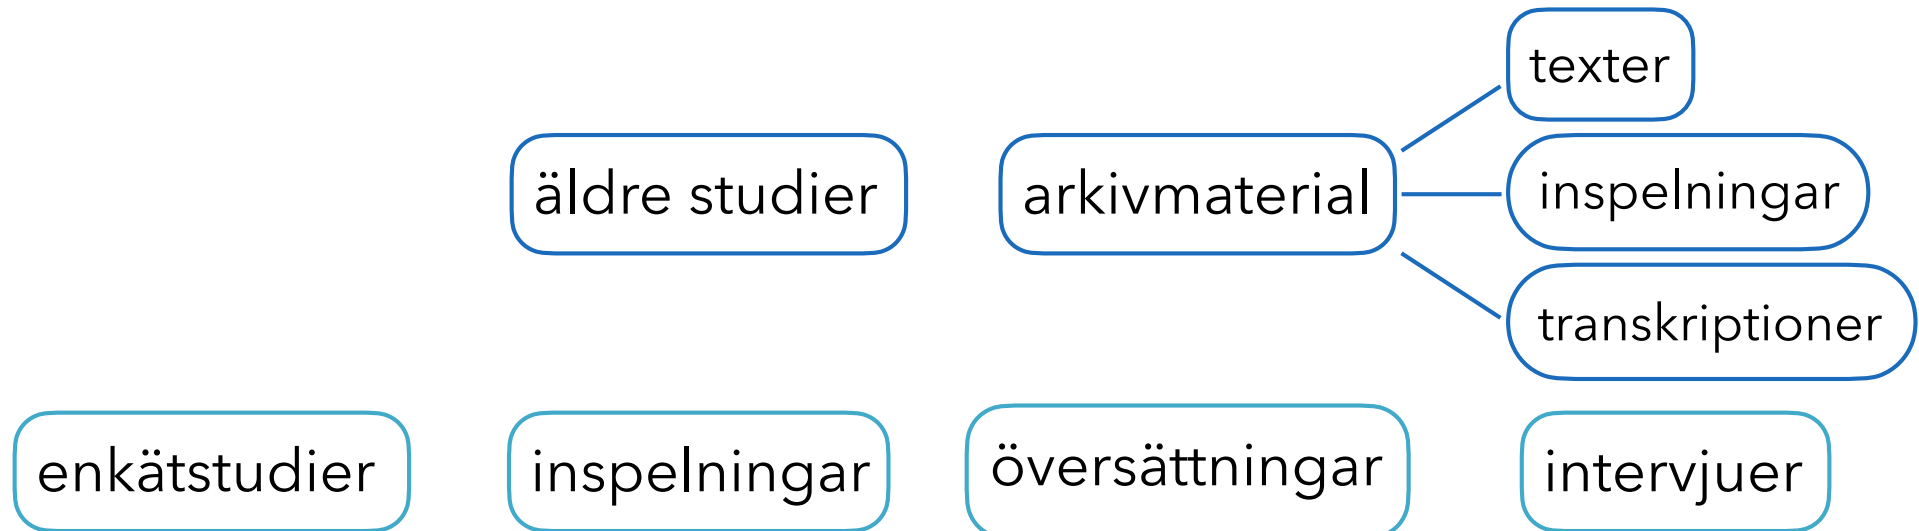 texter
äldre studier
arkivmaterial
inspelningar
transkriptioner
enkätstudier
inspelningar
översättningar
intervjuer